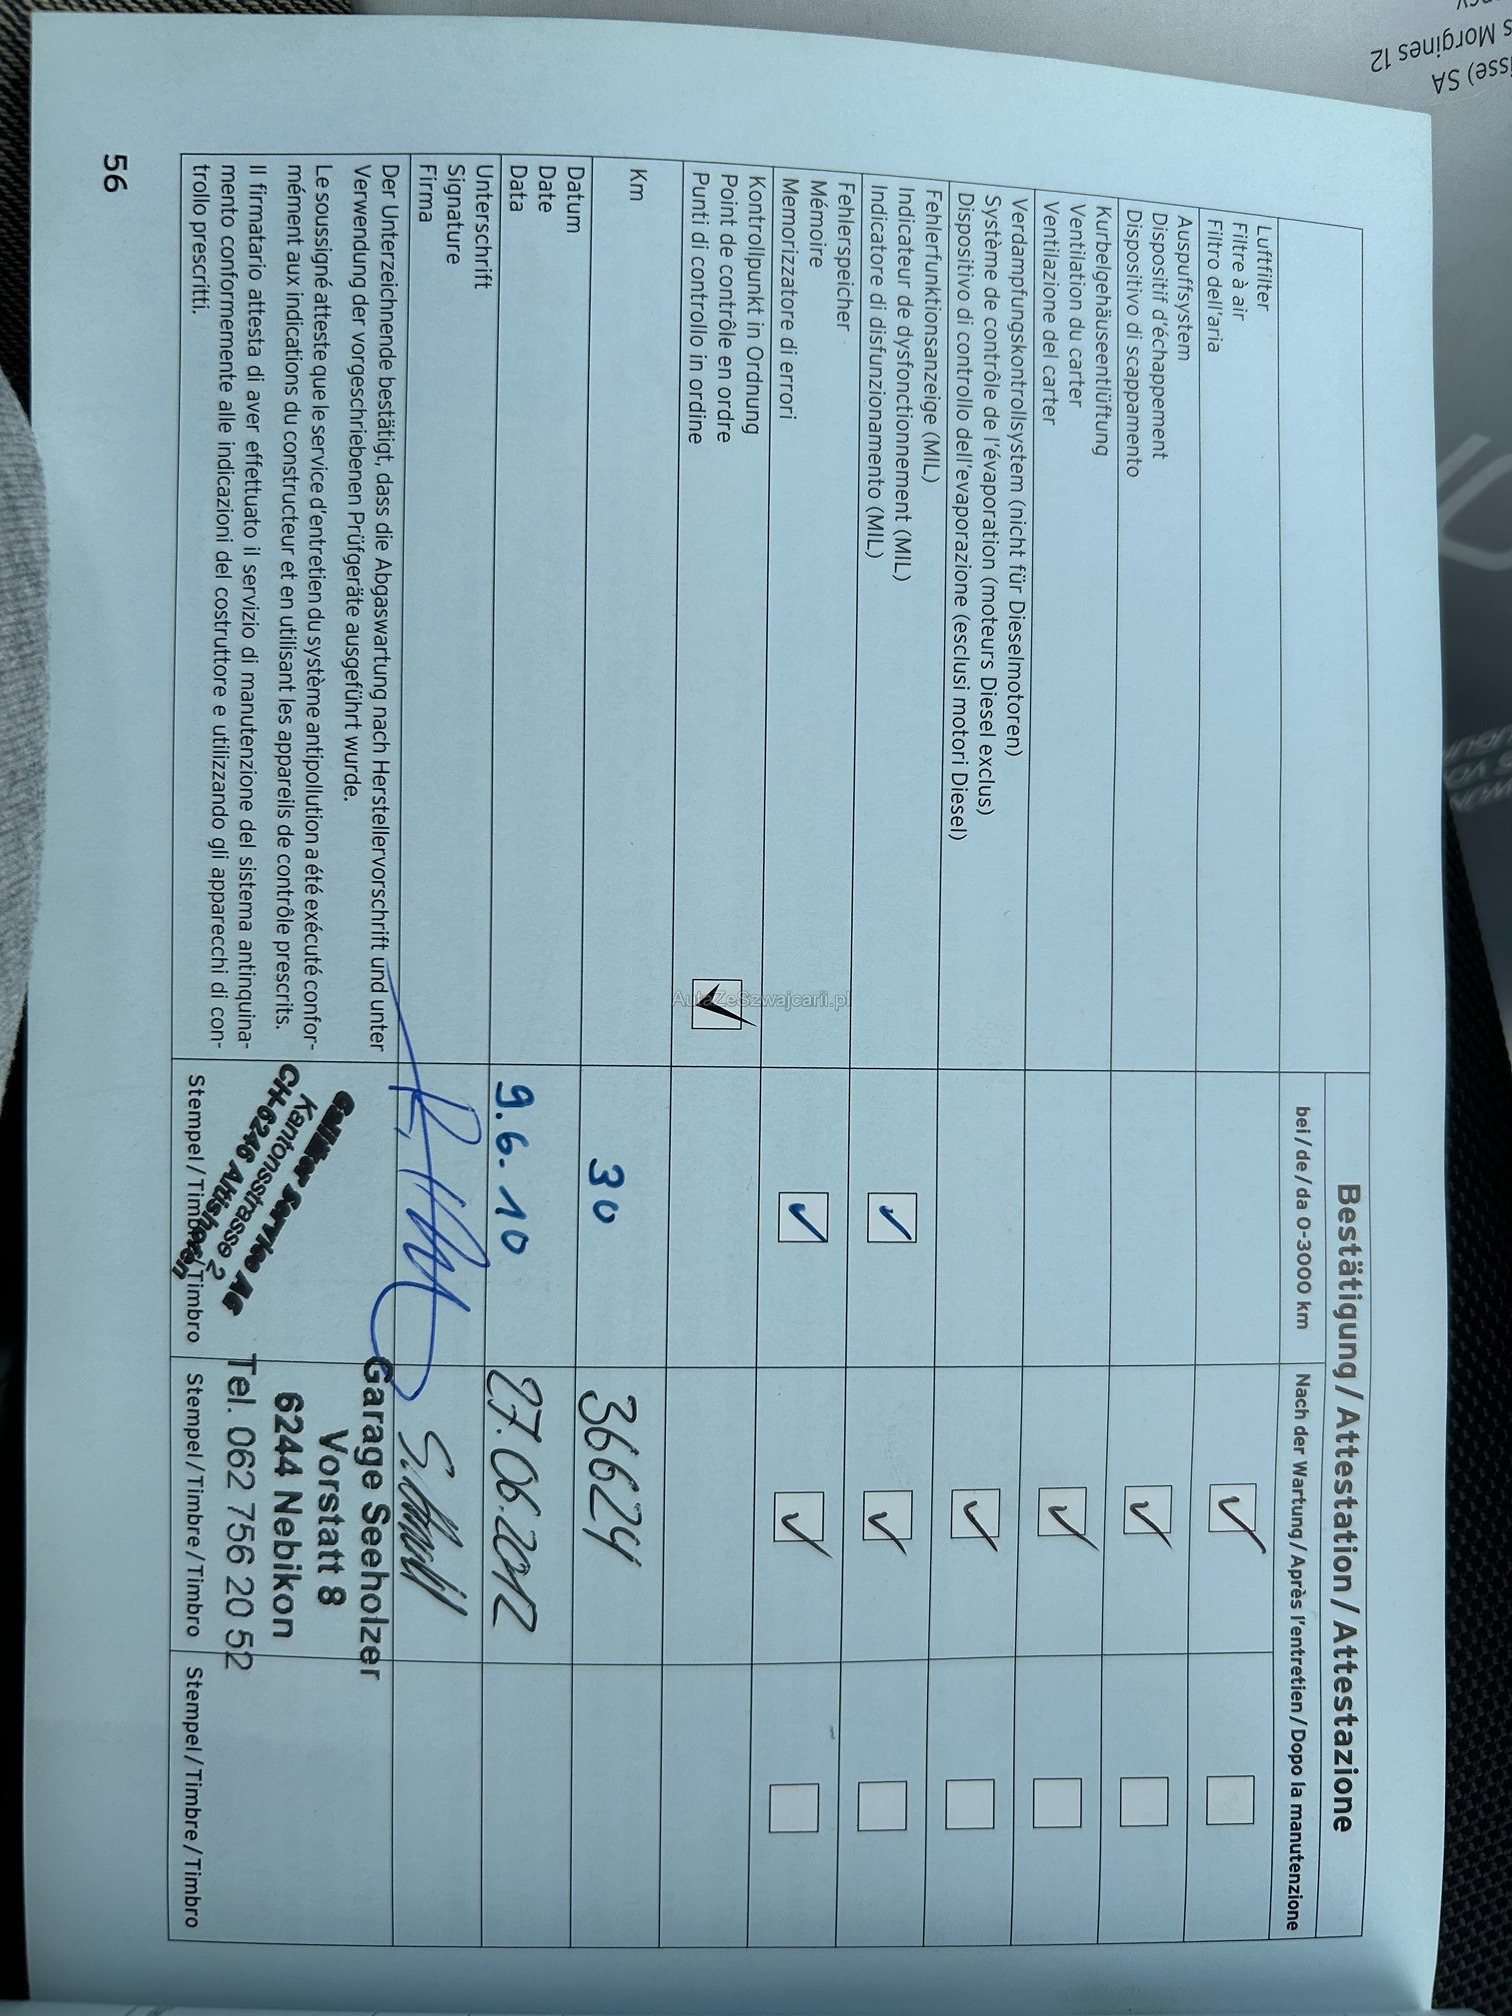 Bestätigung / Attestation / Attestazione
bei / de / da 0-3000 km
Nach der Wartung / Après l'entretien / Dopo la manutenzione
Luftfilter
Filtre à air
Filtro dell'aria
Auspuffsystem
Dispositif d'échappement
Dispositivo di scappamento
Kurbelgehäuseentlüftung
Ventilation du carter
Ventilazione del carter
Verdampfungskontrollsystem (nicht für Dieselmotoren)
Système de contrôle de l'évaporation (moteurs Diesel exclus)
Dispositivo di controllo dell'evaporazione (esclusi motori Diesel)
Fehlerfunktionsanzeige (MIL)
Indicateur de dysfonctionnement (MIL)
Indicatore di disfunzionamento (MIL)
Fehlerspeicher
Mémoire
Memorizzatore di errori
Kontrollpunkt in Ordnung
Point de contrôle en ordre
Punti di controllo in ordine
Km
30
36624
Datum
Date
Data
9.6.10
27.06.2012
Unterschrift
Signature
Firma
Der Unterzeichnende bestätigt, dass die Abgaswartung nach Herstellervorschrift und unter
Verwendung der vorgeschriebenen Prüfgeräte ausgeführt wurde.
Le soussigné atteste que le service d'entretien du système antipollution a été exécuté confor-
mément aux indications du constructeur et en utilisant les appareils de contrôle prescrits.
Il firmatario attesta di aver effettuato il servizio di manutenzione del sistema antinquina-
mento conformemente alle indicazioni del costruttore e utilizzando gli apparecchi di con-
trollo prescritti.
Galliker Service AG
Kantonsstrasse 2
CH-6246 Altishofen
Stempel / Timbre / Timbro
Garage Seeholzer
Vorstatt 8
6244 Nebikon
Tel. 062 756 20 52
Stempel / Timbre / Timbro
Stempel / Timbre / Timbro
56
AutaZeSzwajcarii.pl
s Morgines 12
sse) SA